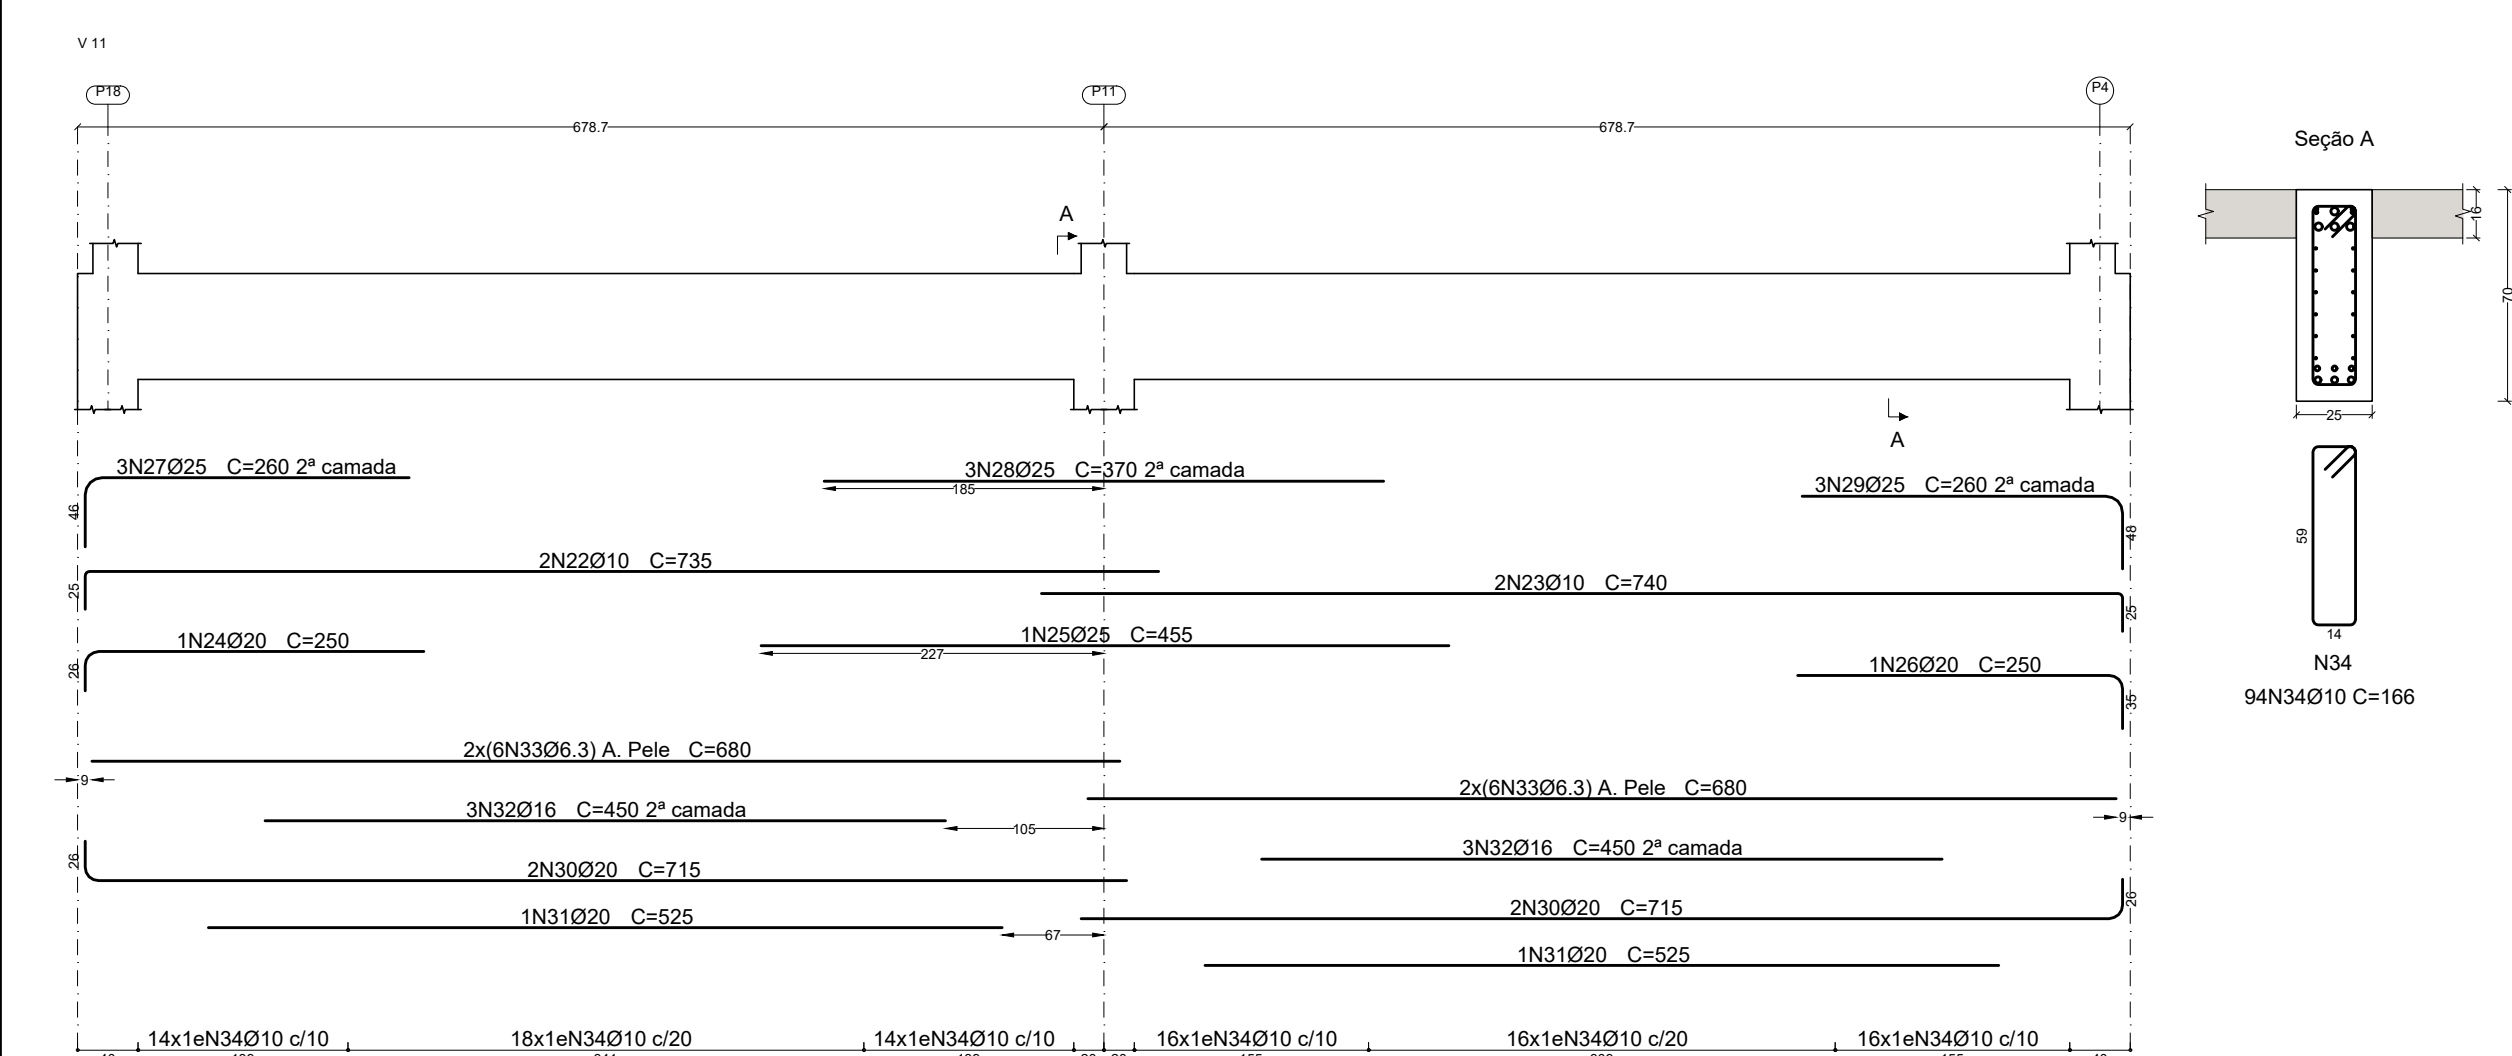 V 11
P18 P11 P4
678.7 678.7
Seção A
A
16
70
25
A
3N27Ø25 C=260 2ª camada
46
3N28Ø25 C=370 2ª camada
185
3N29Ø25 C=260 2ª camada
48
2N22Ø10 C=735
25
2N23Ø10 C=740
25
1N24Ø20 C=250
26
1N25Ø25 C=455
227
1N26Ø20 C=250
35
59
14
N34
94N34Ø10 C=166
2x(6N33Ø6.3) A. Pele C=680
9
2x(6N33Ø6.3) A. Pele C=680
9
3N32Ø16 C=450 2ª camada
105
3N32Ø16 C=450 2ª camada
26
2N30Ø20 C=715
2N30Ø20 C=715
26
1N31Ø20 C=525
67
1N31Ø20 C=525
14x1eN34Ø10 c/10 18x1eN34Ø10 c/20 14x1eN34Ø10 c/10 16x1eN34Ø10 c/10 16x1eN34Ø10 c/20 16x1eN34Ø10 c/10